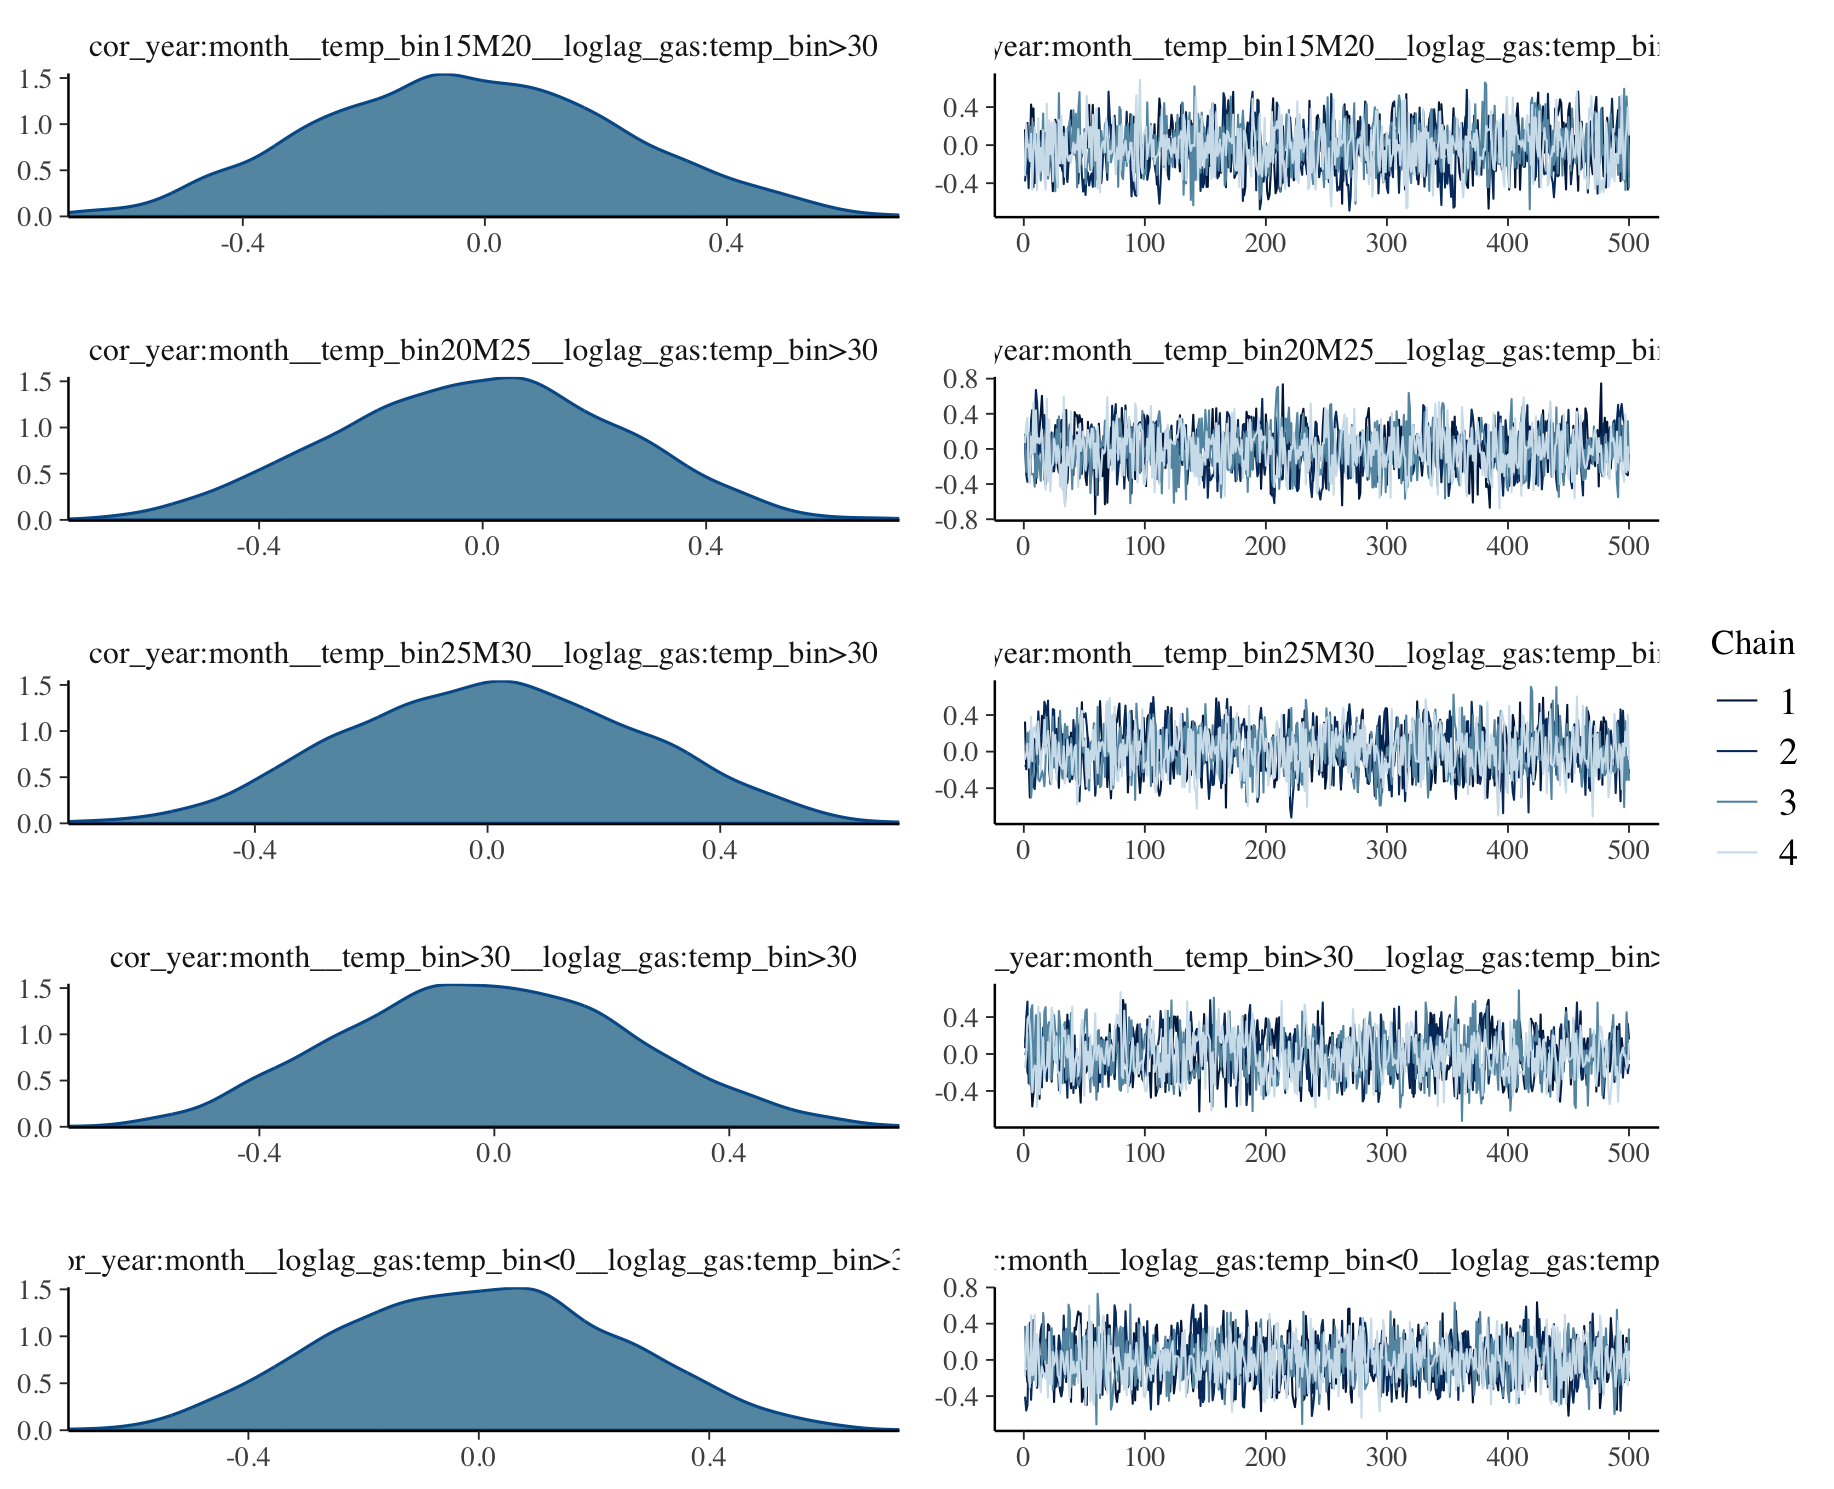 cor_year:month__temp_bin15M20__loglag_gas:temp_bin>30
year:month__temp_bin15M20__loglag_gas:temp_bin
1.5
1.0
0.5
0.0
-0.4 0.0 0.4
0.4
0.0
-0.4
0 100 200 300 400 500
cor_year:month__temp_bin20M25__loglag_gas:temp_bin>30
year:month__temp_bin20M25__loglag_gas:temp_bin
1.5
1.0
0.5
0.0
-0.4 0.0 0.4
0.8
0.4
0.0
-0.4
-0.8
0 100 200 300 400 500
cor_year:month__temp_bin25M30__loglag_gas:temp_bin>30
year:month__temp_bin25M30__loglag_gas:temp_bin
1.5
1.0
0.5
0.0
-0.4 0.0 0.4
0.4
0.0
-0.4
0 100 200 300 400 500
Chain
1
2
3
4
cor_year:month__temp_bin>30__loglag_gas:temp_bin>30
_year:month__temp_bin>30__loglag_gas:temp_bin>
1.5
1.0
0.5
0.0
-0.4 0.0 0.4
0.4
0.0
-0.4
0 100 200 300 400 500
or_year:month__loglag_gas:temp_bin<0__loglag_gas:temp_bin>3
:month__loglag_gas:temp_bin<0__loglag_gas:temp
1.5
1.0
0.5
0.0
-0.4 0.0 0.4
0.8
0.4
0.0
-0.4
0 100 200 300 400 500